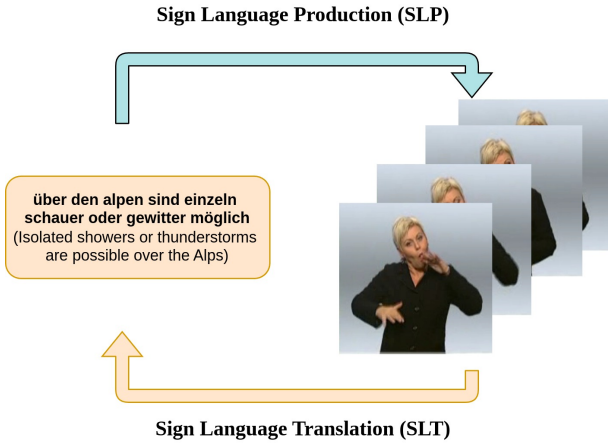 Sign Language Production (SLP)
über den alpen sind einzeln
schauer oder gewitter möglich
(Isolated showers or thunderstorms
are possible over the Alps)
Sign Language Translation (SLT)